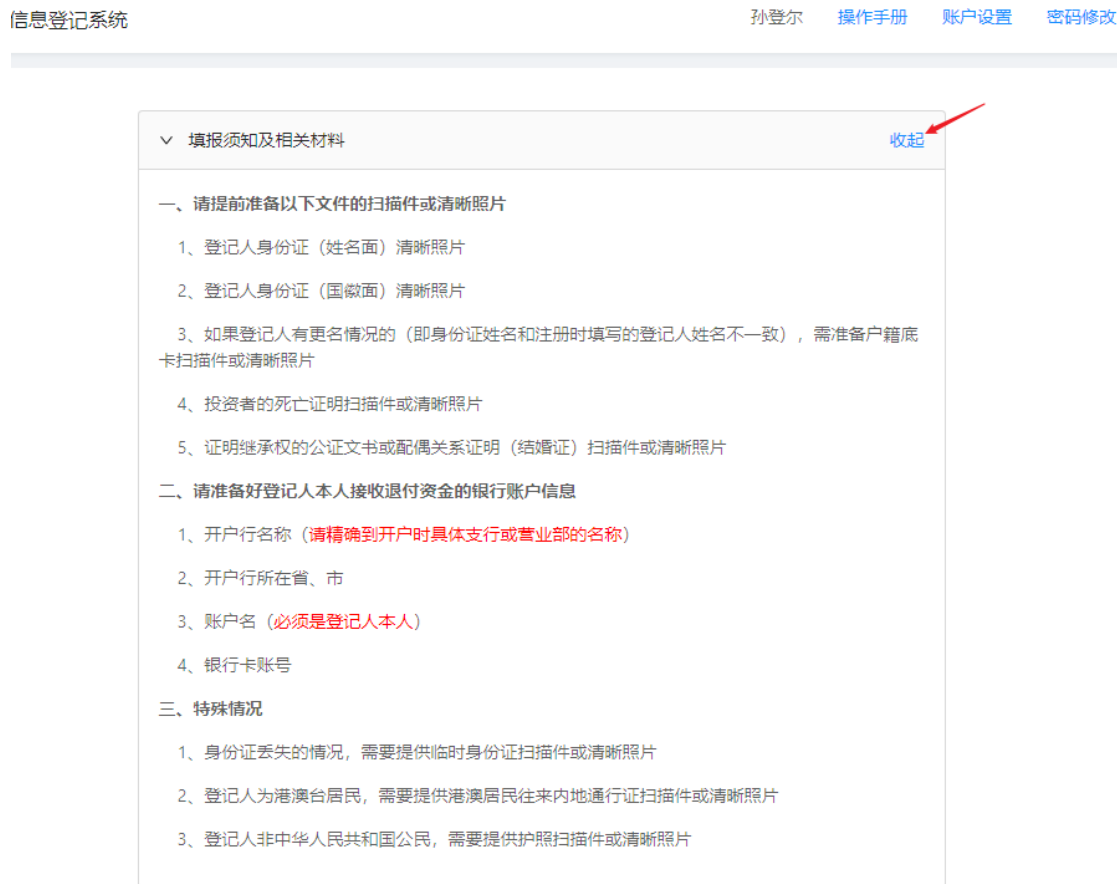 信息登记系统 孙登尔 操作手册 账户设置 密码修改
填报须知及相关材料 收起
一、请提前准备以下文件的扫描件或清晰照片
1、登记人身份证（姓名面）清晰照片
2、登记人身份证（国徽面）清晰照片
3、如果登记人有更名情况的（即身份证姓名和注册时填写的登记人姓名不一致），需准备户籍底
卡扫描件或清晰照片
4、投资者的死亡证明扫描件或清晰照片
5、证明继承权的公证文书或配偶关系证明（结婚证）扫描件或清晰照片
二、请准备好登记人本人接收退付资金的银行账户信息
1、开户行名称（请精确到开户时具体支行或营业部的名称）
2、开户行所在省、市
3、账户名（必须是登记人本人）
4、银行卡账号
三、特殊情况
1、身份证丢失的情况，需要提供临时身份证扫描件或清晰照片
2、登记人为港澳台居民，需要提供港澳居民往来内地通行证扫描件或清晰照片
3、登记人非中华人民共和国公民，需要提供护照扫描件或清晰照片